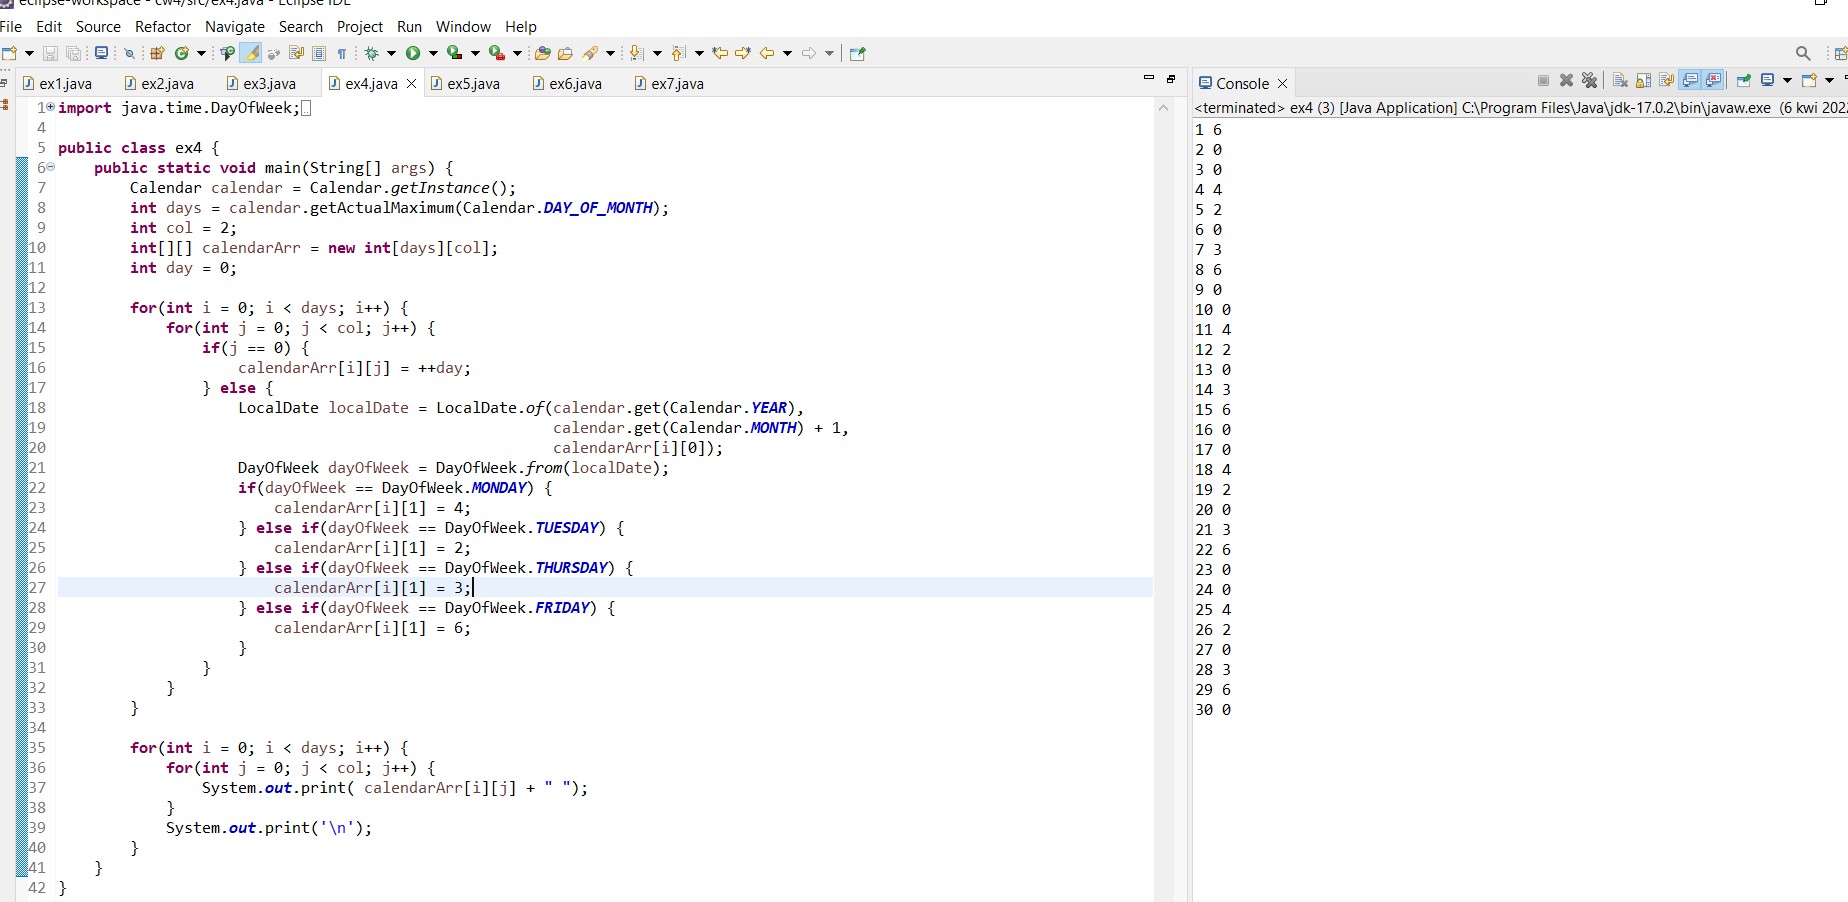 eclipse-workspace - cw4/src/ex4.java - Eclipse IDE
File Edit Source Refactor Navigate Search Project Run Window Help
ex1.java ex2.java ex3.java ex4.java ex5.java ex6.java ex7.java
1 import java.time.DayOfWeek;
4
5 public class ex4 {
6     public static void main(String[] args) {
7         Calendar calendar = Calendar.getInstance();
8         int days = calendar.getActualMaximum(Calendar.DAY_OF_MONTH);
9         int col = 2;
10         int[][] calendarArr = new int[days][col];
11         int day = 0;
12
13         for(int i = 0; i < days; i++) {
14             for(int j = 0; j < col; j++) {
15                 if(j == 0) {
16                     calendarArr[i][j] = ++day;
17                 } else {
18                     LocalDate localDate = LocalDate.of(calendar.get(Calendar.YEAR),
19                                                        calendar.get(Calendar.MONTH) + 1,
20                                                        calendarArr[i][0]);
21                     DayOfWeek dayOfWeek = DayOfWeek.from(localDate);
22                     if(dayOfWeek == DayOfWeek.MONDAY) {
23                         calendarArr[i][1] = 4;
24                     } else if(dayOfWeek == DayOfWeek.TUESDAY) {
25                         calendarArr[i][1] = 2;
26                     } else if(dayOfWeek == DayOfWeek.THURSDAY) {
27                         calendarArr[i][1] = 3;
28                     } else if(dayOfWeek == DayOfWeek.FRIDAY) {
29                         calendarArr[i][1] = 6;
30                     }
31                 }
32             }
33         }
34
35         for(int i = 0; i < days; i++) {
36             for(int j = 0; j < col; j++) {
37                 System.out.print( calendarArr[i][j] + " ");
38             }
39             System.out.print('\n');
40         }
41     }
42 }
Console
<terminated> ex4 (3) [Java Application] C:\Program Files\Java\jdk-17.0.2\bin\javaw.exe (6 kwi 202
1 6
2 0
3 0
4 4
5 2
6 0
7 3
8 6
9 0
10 0
11 4
12 2
13 0
14 3
15 6
16 0
17 0
18 4
19 2
20 0
21 3
22 6
23 0
24 0
25 4
26 2
27 0
28 3
29 6
30 0